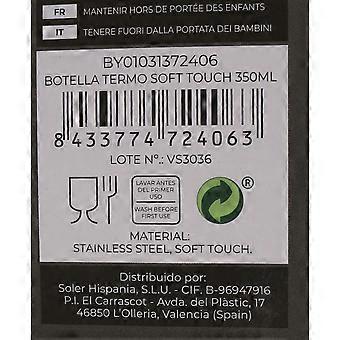 FR MANTENIR HORS DE PORTÉE DES ENFANTS
IT TENERE FUORI DALLA PORTATA DEI BAMBINI
BY01031372406
BOTELLA TERMO SOFT TOUCH 350ML
8 433774 724063
LOTE Nº.: VS3036
LAVAR ANTES
DEL PRIMER
USO
WASH BEFORE
FIRST USE
®
MATERIAL:
STAINLESS STEEL, SOFT TOUCH.
Distribuido por:
Soler Hispania, S.L.U. - CIF. B-96947916
P.I. El Carrascot - Avda. del Plàstic, 17
46850 L'Olleria, Valencia (Spain)